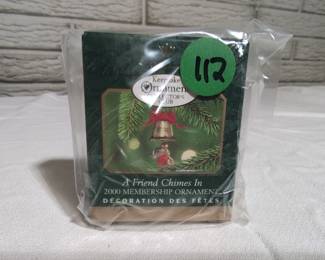 112
Keepsake
Ornament
COLLECTOR'S
CLUB
A Friend Chimes In
2000 MEMBERSHIP ORNAMENT
DÉCORATION DES FÊTES